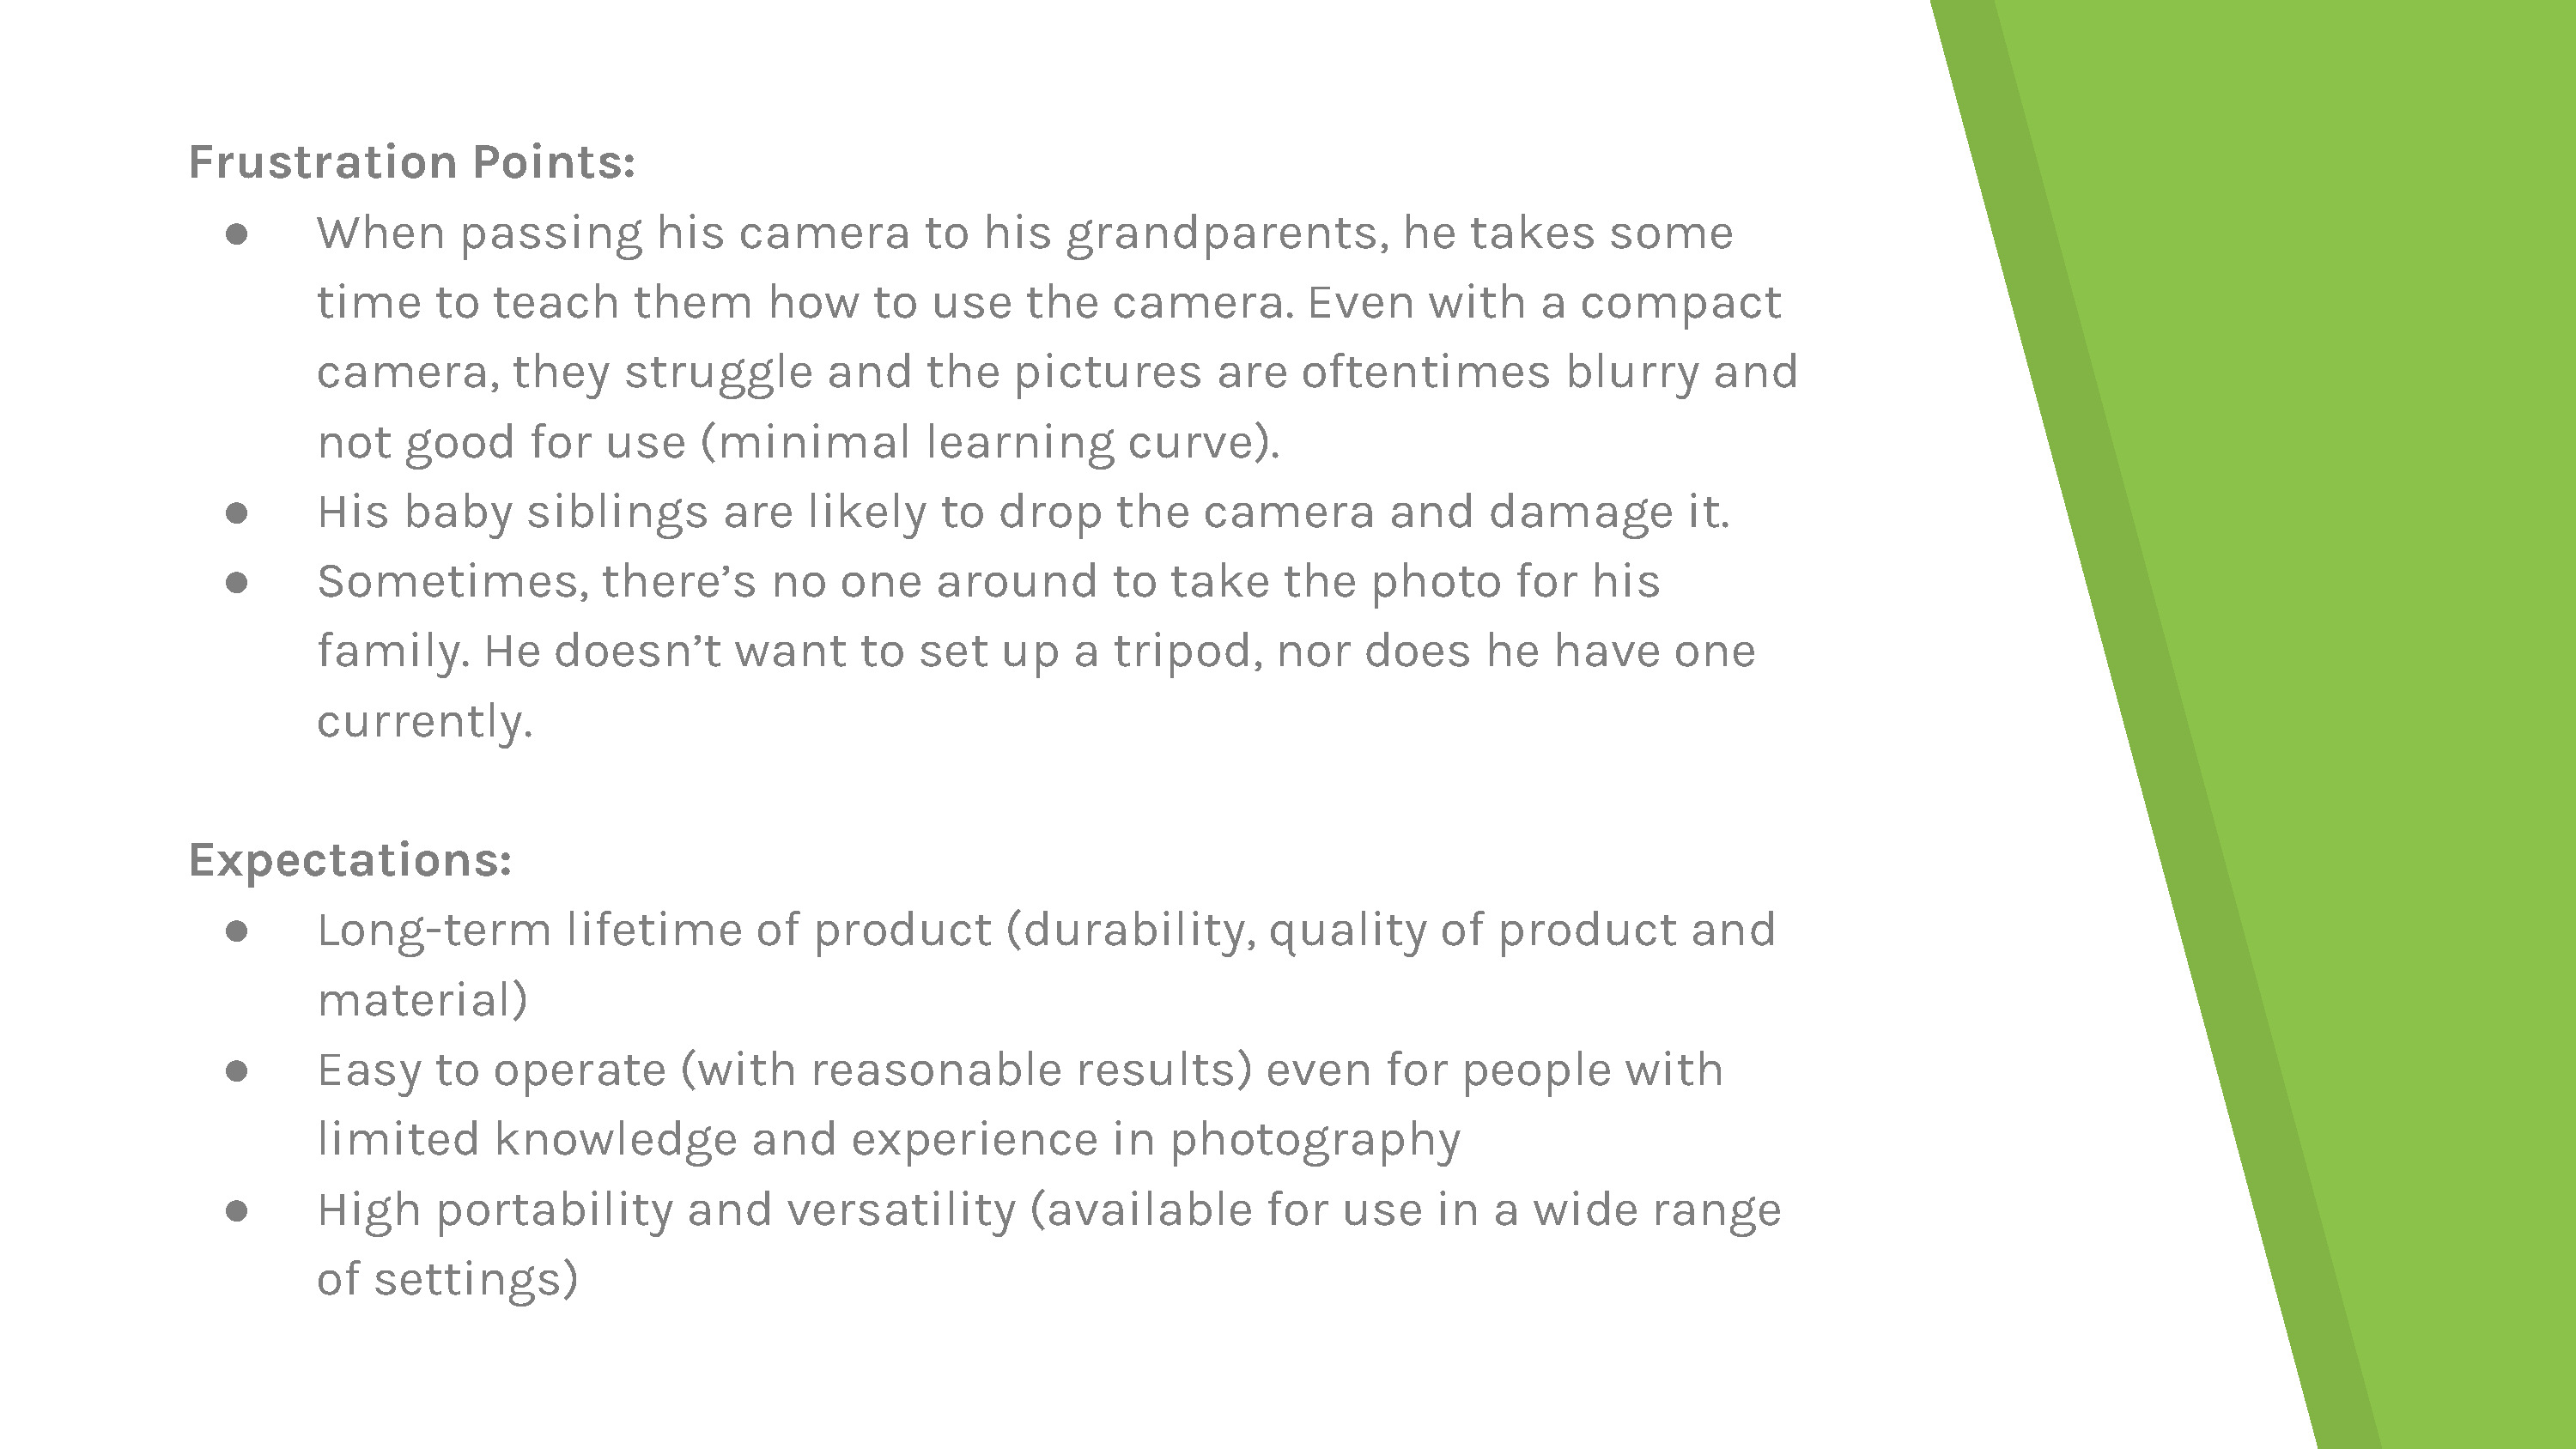 Frustration Points:
● When passing his camera to his grandparents, he takes some
time to teach them how to use the camera. Even with a compact
camera, they struggle and the pictures are oftentimes blurry and
not good for use (minimal learning curve).
● His baby siblings are likely to drop the camera and damage it.
● Sometimes, there’s no one around to take the photo for his
family. He doesn’t want to set up a tripod, nor does he have one
currently.
Expectations:
● Long-term lifetime of product (durability, quality of product and
material)
● Easy to operate (with reasonable results) even for people with
limited knowledge and experience in photography
● High portability and versatility (available for use in a wide range
of settings)